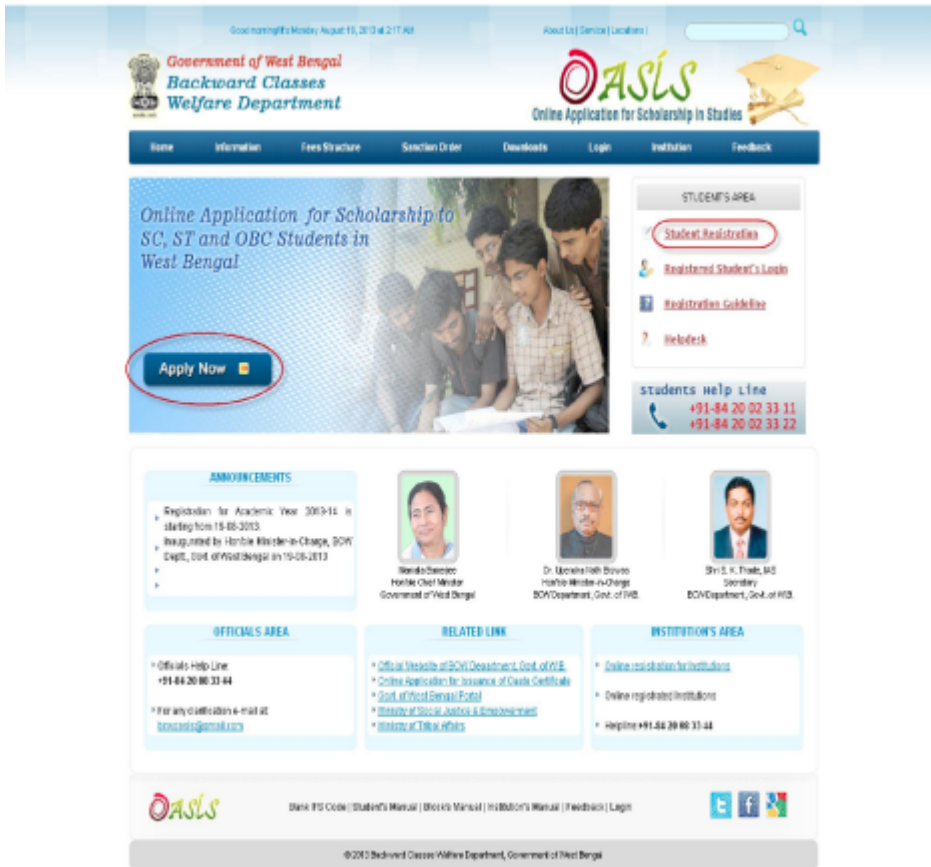 Good morning!It's Monday August 19, 2013 at 2:17 AM
About Us | Service | Locations |
Government of West Bengal
Backward Classes
Welfare Department
OASIS
Online Application for Scholarship in Studies
Home Information Fees Structure Sanction Order Downloads Login Institution Feedback
Online Application for Scholarship to
SC, ST and OBC Students in
West Bengal
Apply Now
STUDENT'S AREA
Student Registration
Registered Student's Login
Registration Guideline
Helpdesk
Students Help Line
+91-84 20 02 33 11
+91-84 20 02 33 22
ANNOUNCEMENTS
Registration for Academic Year 2013-14 is
starting from 19-08-2013.
Inaugurated by Hon'ble Minister-in-Charge, BCW
Deptt., Govt. of West Bengal on 19-08-2013
Mamata Banerjee
Hon'ble Chief Minister
Government of West Bengal
Dr. Upendra Nath Biswas
Hon'ble Minister-in-Charge
BCW Department, Govt. of W.B.
Shri S. K. Thade, IAS
Secretary
BCW Department, Govt. of W.B.
OFFICIALS AREA
Officials Help Line:
+91-84 20 08 33 44
For any clarification e-mail at:
RELATED LINK
Official Website of BCW Department, Govt. of W.B.
Online Application for Issuance of Caste Certificate
Govt. of West Bengal Portal
Ministry of Social Justice & Empowerment
Ministry of Tribal Affairs
INSTITUTION'S AREA
Online registration for Institutions
Online registrated Institutions
Helpline:+91-84 20 08 33 44
OASIS
Bank IFS Code | Student's Manual | Block's Manual | Institution's Manual | Feedback | Login
© 2013 Backward Classes Welfare Department, Government of West Bengal